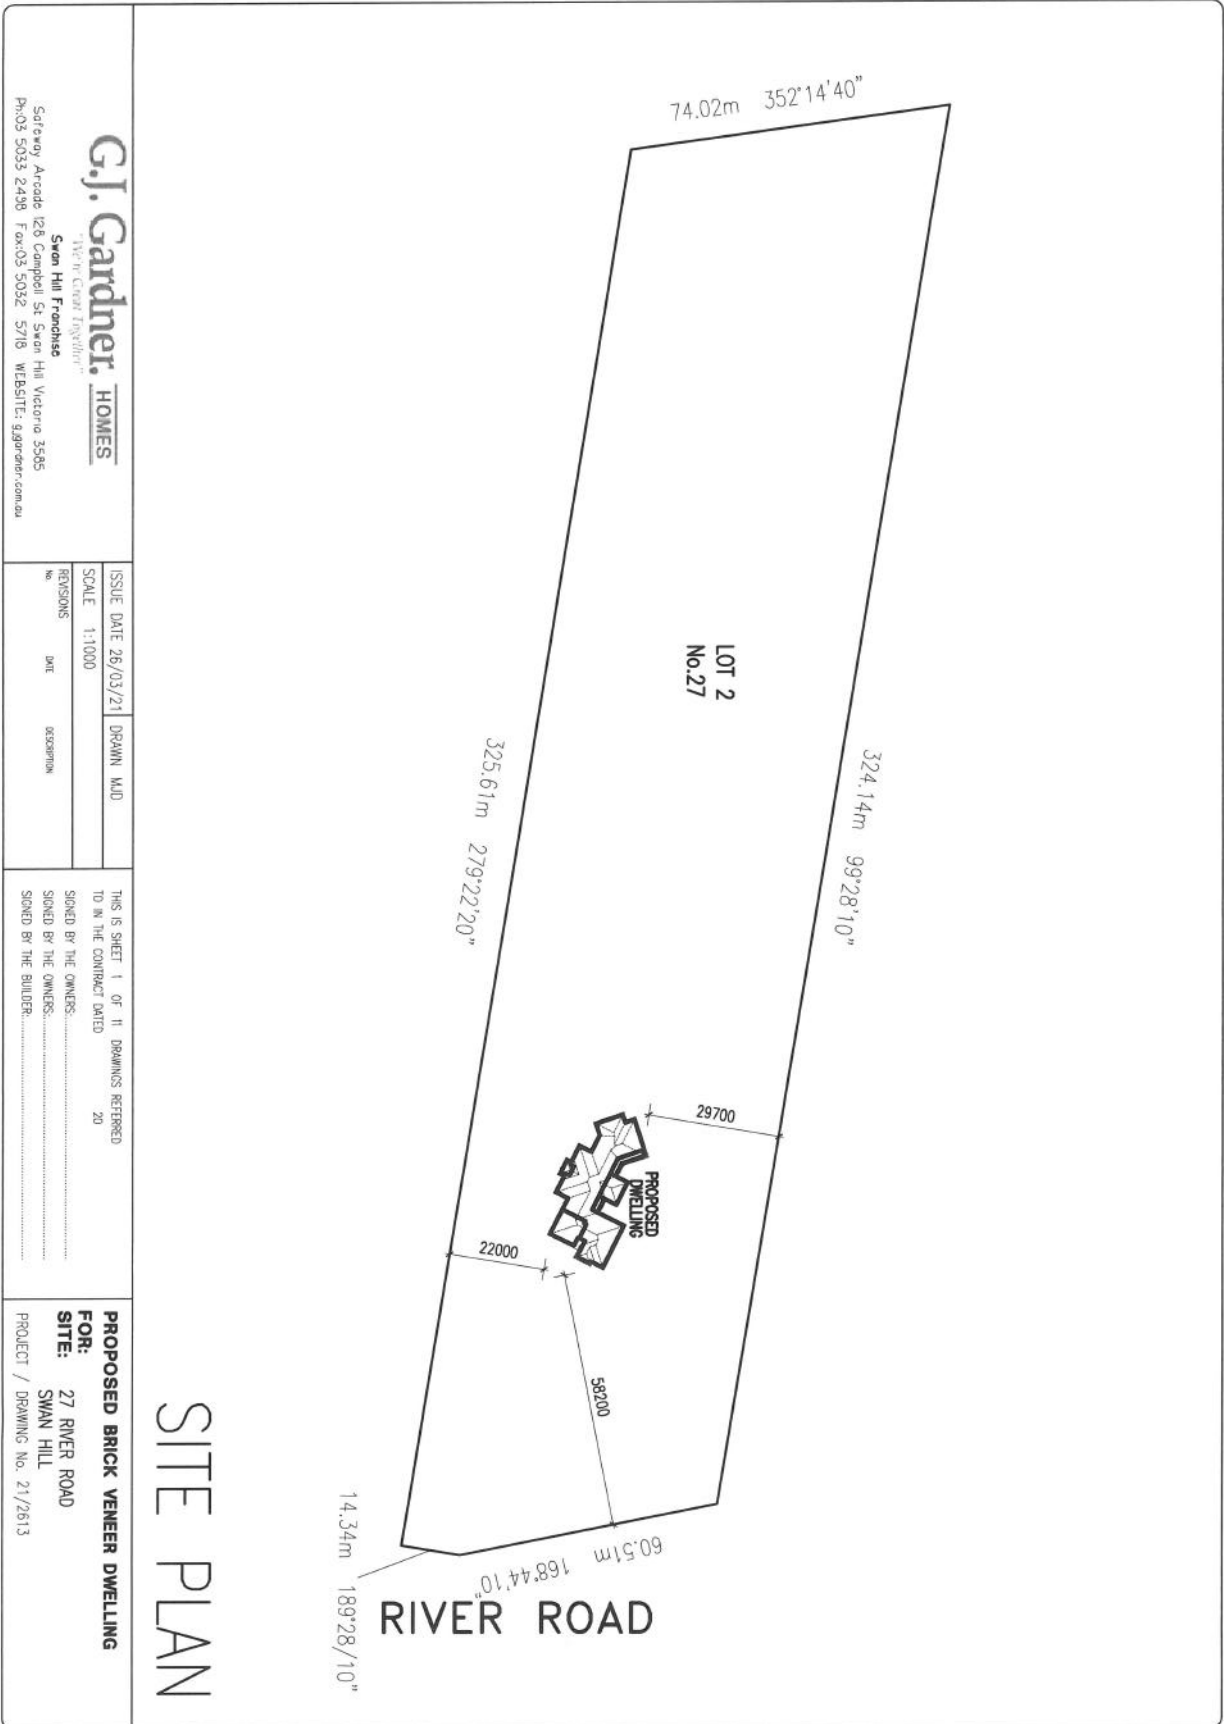 74.02m 352°14'40"
LOT 2
No.27
324.14m 99°28'10"
325.61m 279°22'20"
29700
PROPOSED
DWELLING
22000
58200
60.51m 168°44'10"
14.34m 189°28/10"
RIVER ROAD
SITE PLAN
G.J. Gardner. HOMES
"We're Great Together"
Swan Hill Franchise
Safeway Arcade 128 Campbell St Swan Hill Victoria 3585
Ph:03 5033 2498 Fax:03 5032 5718 WEBSITE: gjgardner.com.au
ISSUE DATE 26/03/21 DRAWN MJD
SCALE 1:1000
REVISIONS
No. DATE DESCRIPTION
THIS IS SHEET 1 OF 11 DRAWINGS REFERRED
TO IN THE CONTRACT DATED 20
SIGNED BY THE OWNERS:
SIGNED BY THE OWNERS:
SIGNED BY THE BUILDER:
PROPOSED BRICK VENEER DWELLING
FOR:
SITE: 27 RIVER ROAD
SWAN HILL
PROJECT / DRAWING No. 21/2613